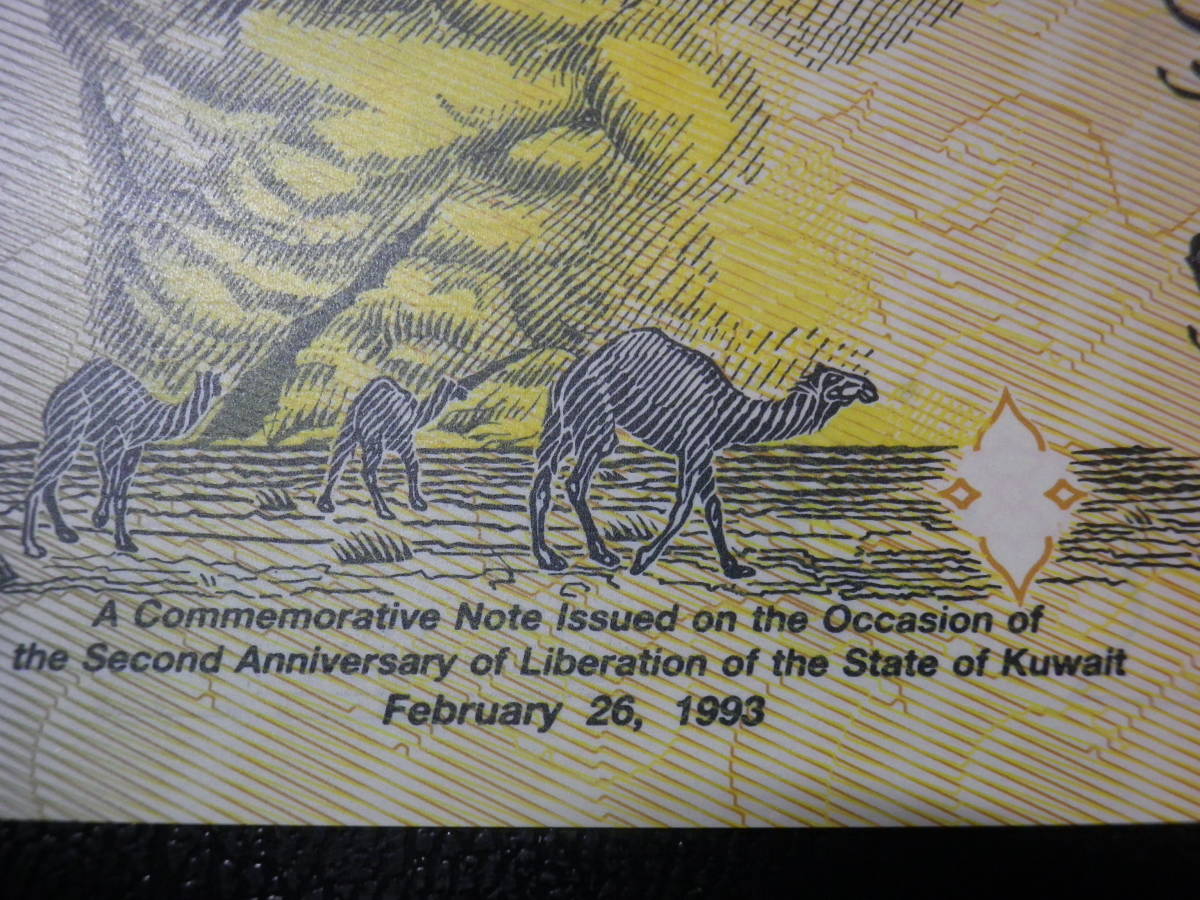 A Commemorative Note Issued on the Occasion of
the Second Anniversary of Liberation of the State of Kuwait
February 26, 1993